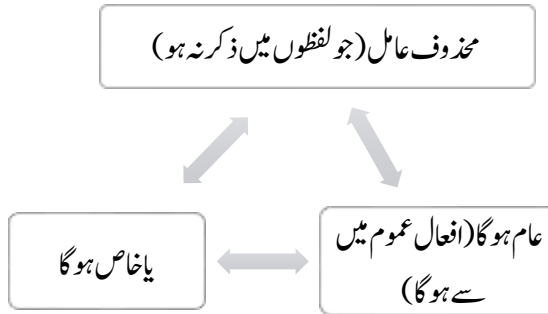 محذوف عامل (جو لفظوں میں ذکر نہ ہو)
عام ہو گا (افعال عموم میں
سے ہو گا)
یا خاص ہو گا